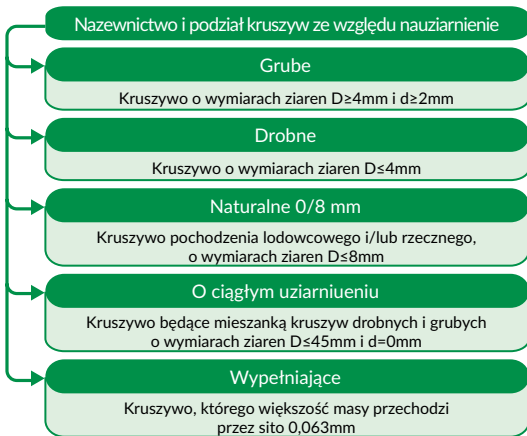 Nazewnictwo i podział kruszyw ze względu nauziarnienie
Grube
Kruszywo o wymiarach ziaren D≥4mm i d≥2mm
Drobne
Kruszywo o wymiarach ziaren D≤4mm
Naturalne 0/8 mm
Kruszywo pochodzenia lodowcowego i/lub rzecznego,
o wymiarach ziaren D≤8mm
O ciągłym uziarniueniu
Kruszywo będące mieszanką kruszyw drobnych i grubych
o wymiarach ziaren D≤45mm i d=0mm
Wypełniające
Kruszywo, którego większość masy przechodzi
przez sito 0,063mm